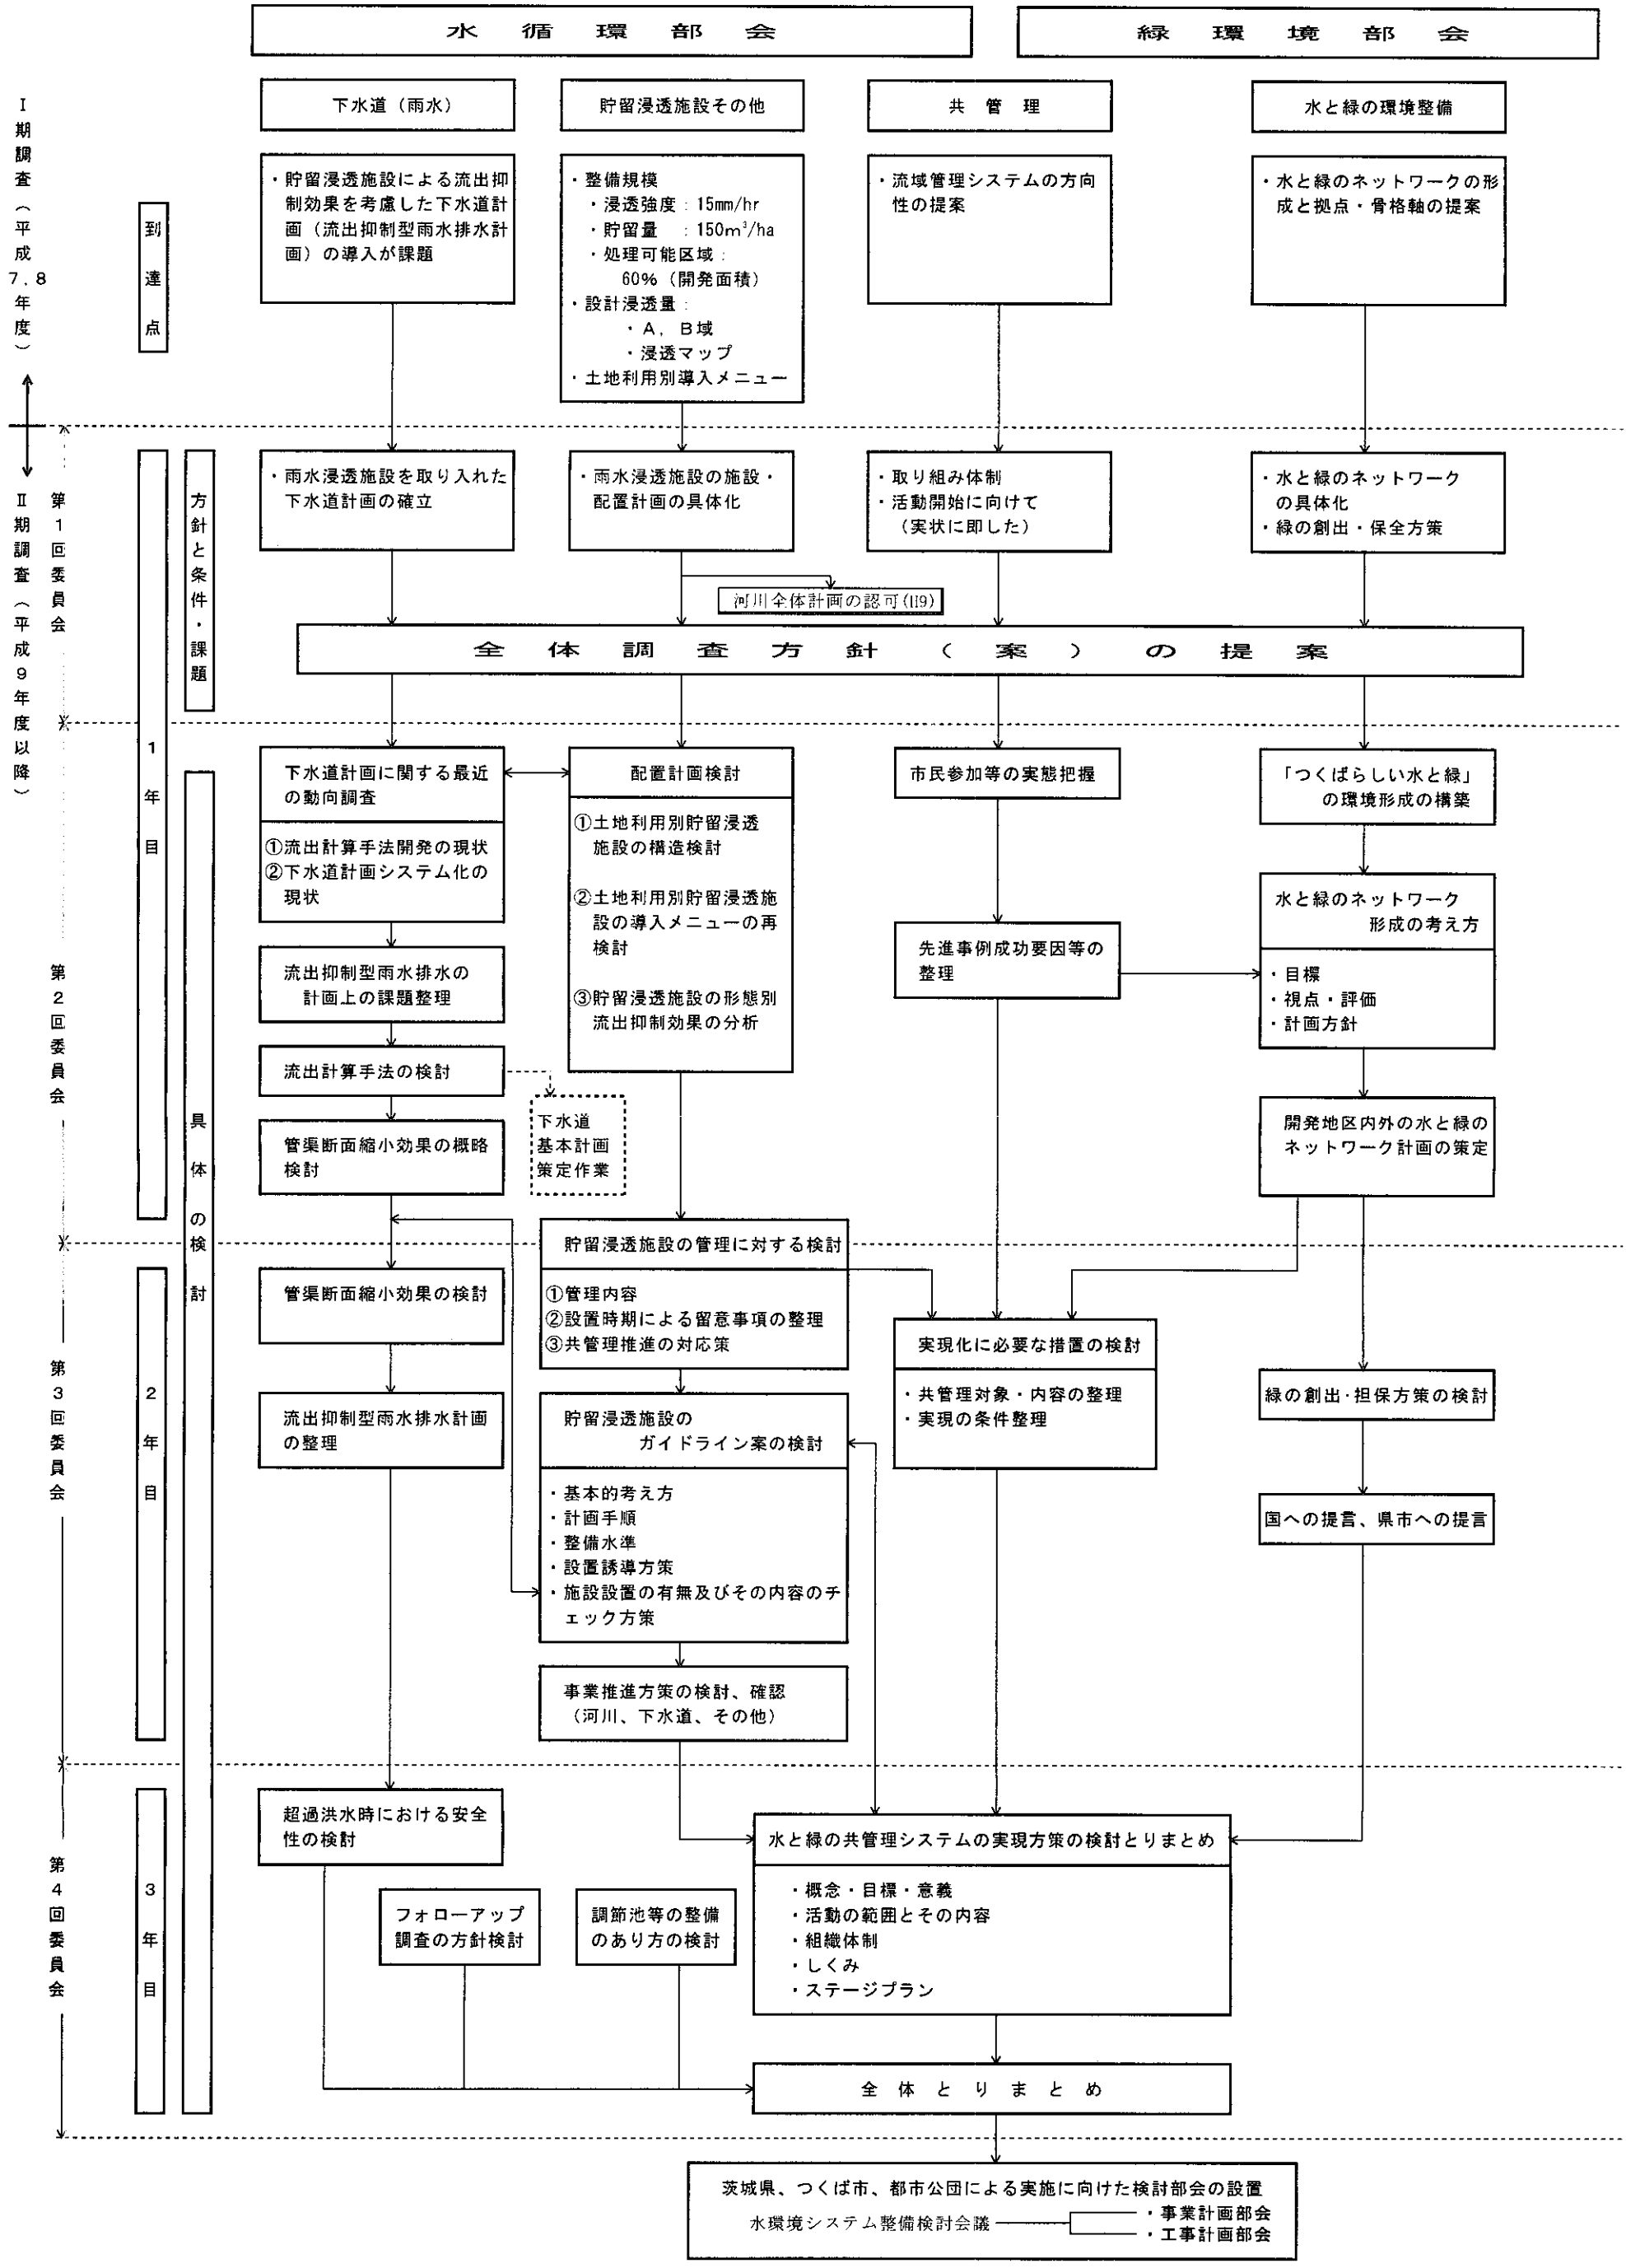 水循環部会
緑環境部会
下水道（雨水）
貯留浸透施設その他
共管理
水と緑の環境整備
Ⅰ期調査（平成7,8年度）
到達点
・貯留浸透施設による流出抑
制効果を考慮した下水道計
画（流出抑制型雨水排水計
画）の導入が課題
・整備規模
・浸透強度：15mm/hr
・貯留量　：150m³/ha
・処理可能区域：
60%（開発面積）
・設計浸透量：
・A，B域
・浸透マップ
・土地利用別導入メニュー
・流域管理システムの方向
性の提案
・水と緑のネットワークの形
成と拠点・骨格軸の提案
Ⅱ期調査（平成9年度以降）
第1回委員会
1年目
方針と条件・課題
・雨水浸透施設を取り入れた
下水道計画の確立
・雨水浸透施設の施設・
配置計画の具体化
・取り組み体制
・活動開始に向けて
（実状に即した）
・水と緑のネットワーク
の具体化
・緑の創出・保全方策
河川全体計画の認可(H9)
全体調査方針（案）の提案
第2回委員会
具体の検討
下水道計画に関する最近
の動向調査
①流出計算手法開発の現状
②下水道計画システム化の
現状
配置計画検討
①土地利用別貯留浸透
施設の構造検討
②土地利用別貯留浸透施
設の導入メニューの再
検討
③貯留浸透施設の形態別
流出抑制効果の分析
市民参加等の実態把握
「つくばらしい水と緑」
の環境形成の構築
水と緑のネットワーク
形成の考え方
・目標
・視点・評価
・計画方針
先進事例成功要因等の
整理
流出抑制型雨水排水の
計画上の課題整理
流出計算手法の検討
下水道
基本計画
策定作業
管渠断面縮小効果の概略
検討
開発地区内外の水と緑の
ネットワーク計画の策定
第3回委員会
2年目
貯留浸透施設の管理に対する検討
①管理内容
②設置時期による留意事項の整理
③共管理推進の対応策
管渠断面縮小効果の検討
実現化に必要な措置の検討
・共管理対象・内容の整理
・実現の条件整理
緑の創出・担保方策の検討
流出抑制型雨水排水計画
の整理
貯留浸透施設の
ガイドライン案の検討
・基本的考え方
・計画手順
・整備水準
・設置誘導方策
・施設設置の有無及びその内容のチ
ェック方策
国への提言、県市への提言
事業推進方策の検討、確認
（河川、下水道、その他）
第4回委員会
3年目
超過洪水時における安全
性の検討
水と緑の共管理システムの実現方策の検討とりまとめ
・概念・目標・意義
・活動の範囲とその内容
・組織体制
・しくみ
・ステージプラン
フォローアップ
調査の方針検討
調節池等の整備
のあり方の検討
全体とりまとめ
茨城県、つくば市、都市公団による実施に向けた検討部会の設置
水環境システム整備検討会議
・事業計画部会
・工事計画部会